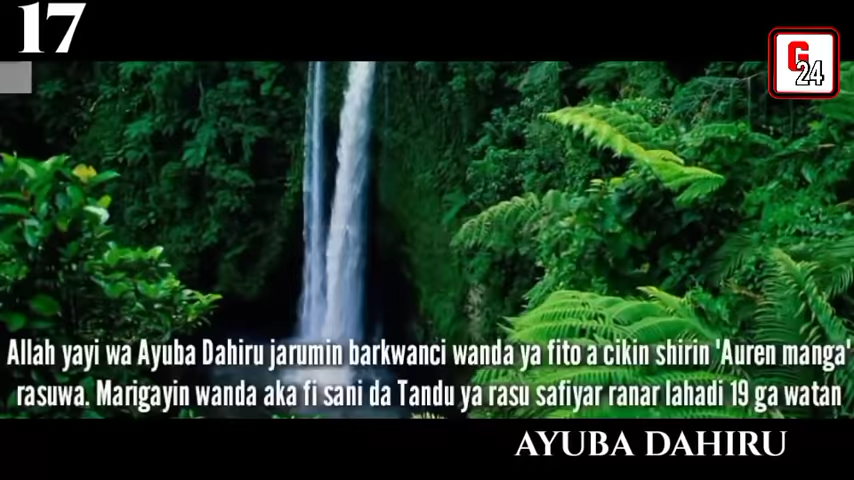 17
G
24
Allah yayi wa Ayuba Dahiru jarumin barkwanci wanda ya fito a cikin shirin 'Auren manga'
rasuwa. Marigayin wanda aka fi sani da Tandu ya rasu safiyar ranar lahadi 19 ga watan
AYUBA DAHIRU